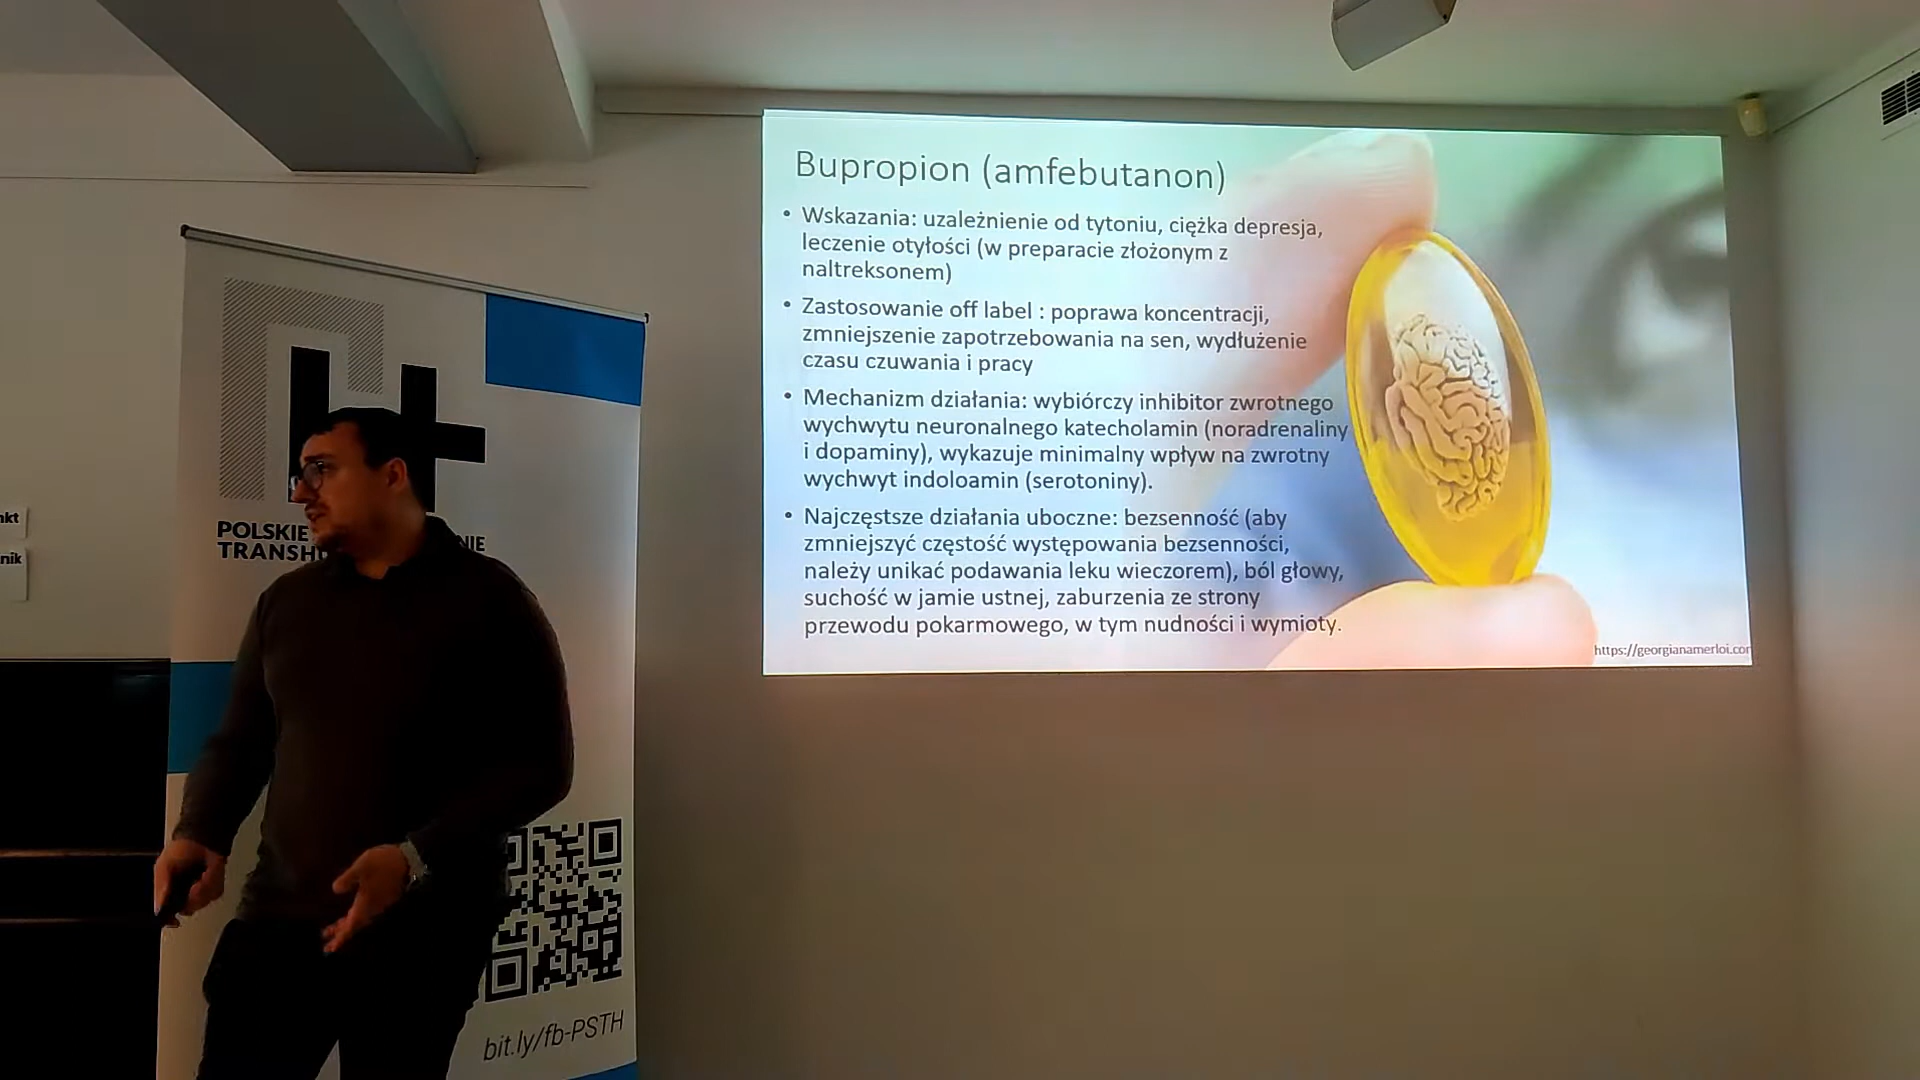 Bupropion (amfebutanon)
• Wskazania: uzależnienie od tytoniu, ciężka depresja,
leczenie otyłości (w preparacie złożonym z
naltreksonem)
• Zastosowanie off label : poprawa koncentracji,
zmniejszenie zapotrzebowania na sen, wydłużenie
czasu czuwania i pracy
• Mechanizm działania: wybiórczy inhibitor zwrotnego
wychwytu neuronalnego katecholamin (noradrenaliny
i dopaminy), wykazuje minimalny wpływ na zwrotny
wychwyt indoloamin (serotoniny).
• Najczęstsze działania uboczne: bezsenność (aby
zmniejszyć częstość występowania bezsenności,
należy unikać podawania leku wieczorem), ból głowy,
suchość w jamie ustnej, zaburzenia ze strony
przewodu pokarmowego, w tym nudności i wymioty.
https://georgianamerloi.cor
H+
POLSKIE
bit.ly/fb-PSTH